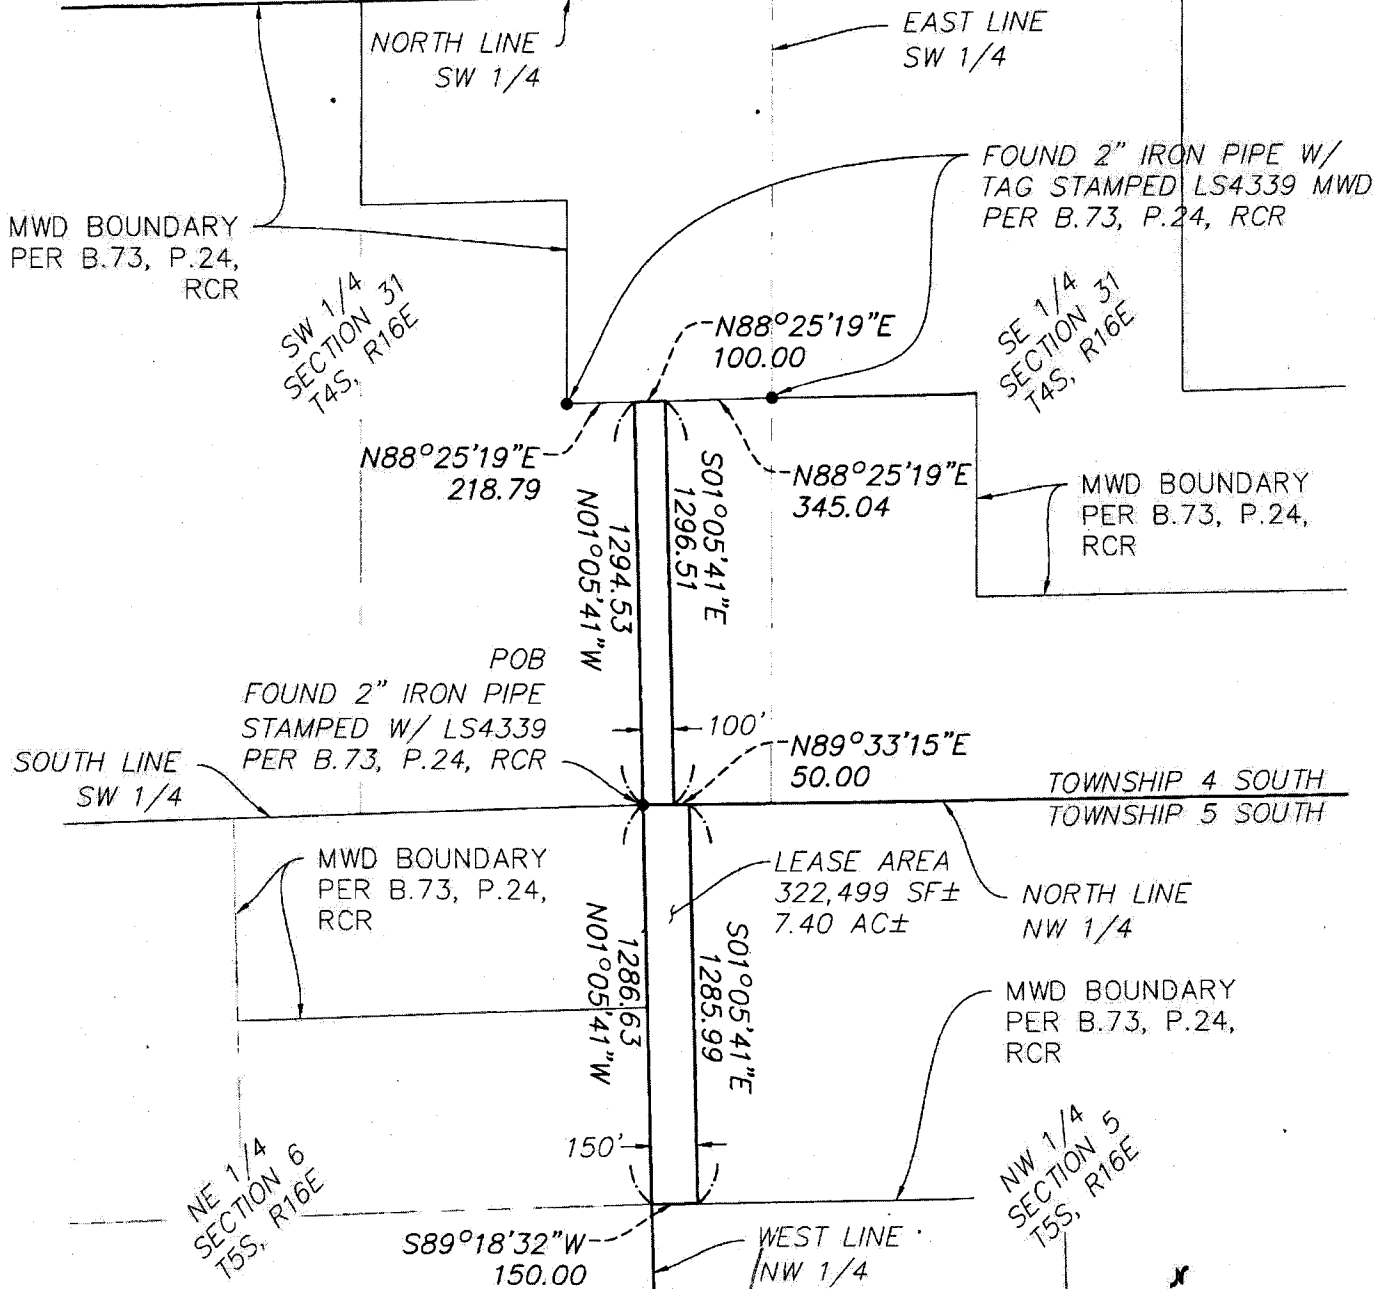 NORTH LINE
SW 1/4
EAST LINE
SW 1/4
FOUND 2" IRON PIPE W/
TAG STAMPED LS4339 MWD
PER B.73, P.24, RCR
MWD BOUNDARY
PER B.73, P.24,
RCR
SW 1/4
SECTION 31
T4S, R16E
N88°25'19"E
100.00
SE 1/4
SECTION 31
T4S, R16E
N88°25'19"E
218.79
N88°25'19"E
345.04
MWD BOUNDARY
PER B.73, P.24,
RCR
S01°05'41"E
1296.51
1294.53
N01°05'41"W
POB
FOUND 2" IRON PIPE
STAMPED W/ LS4339
PER B.73, P.24, RCR
100'
N89°33'15"E
50.00
SOUTH LINE
SW 1/4
TOWNSHIP 4 SOUTH
TOWNSHIP 5 SOUTH
MWD BOUNDARY
PER B.73, P.24,
RCR
LEASE AREA
322,499 SF±
7.40 AC±
NORTH LINE
NW 1/4
S01°05'41"E
1285.99
1286.63
N01°05'41"W
MWD BOUNDARY
PER B.73, P.24,
RCR
150'
NE 1/4
SECTION 6
T5S, R16E
NW 1/4
SECTION 5
T5S, R16E
S89°18'32"W
150.00
WEST LINE
NW 1/4